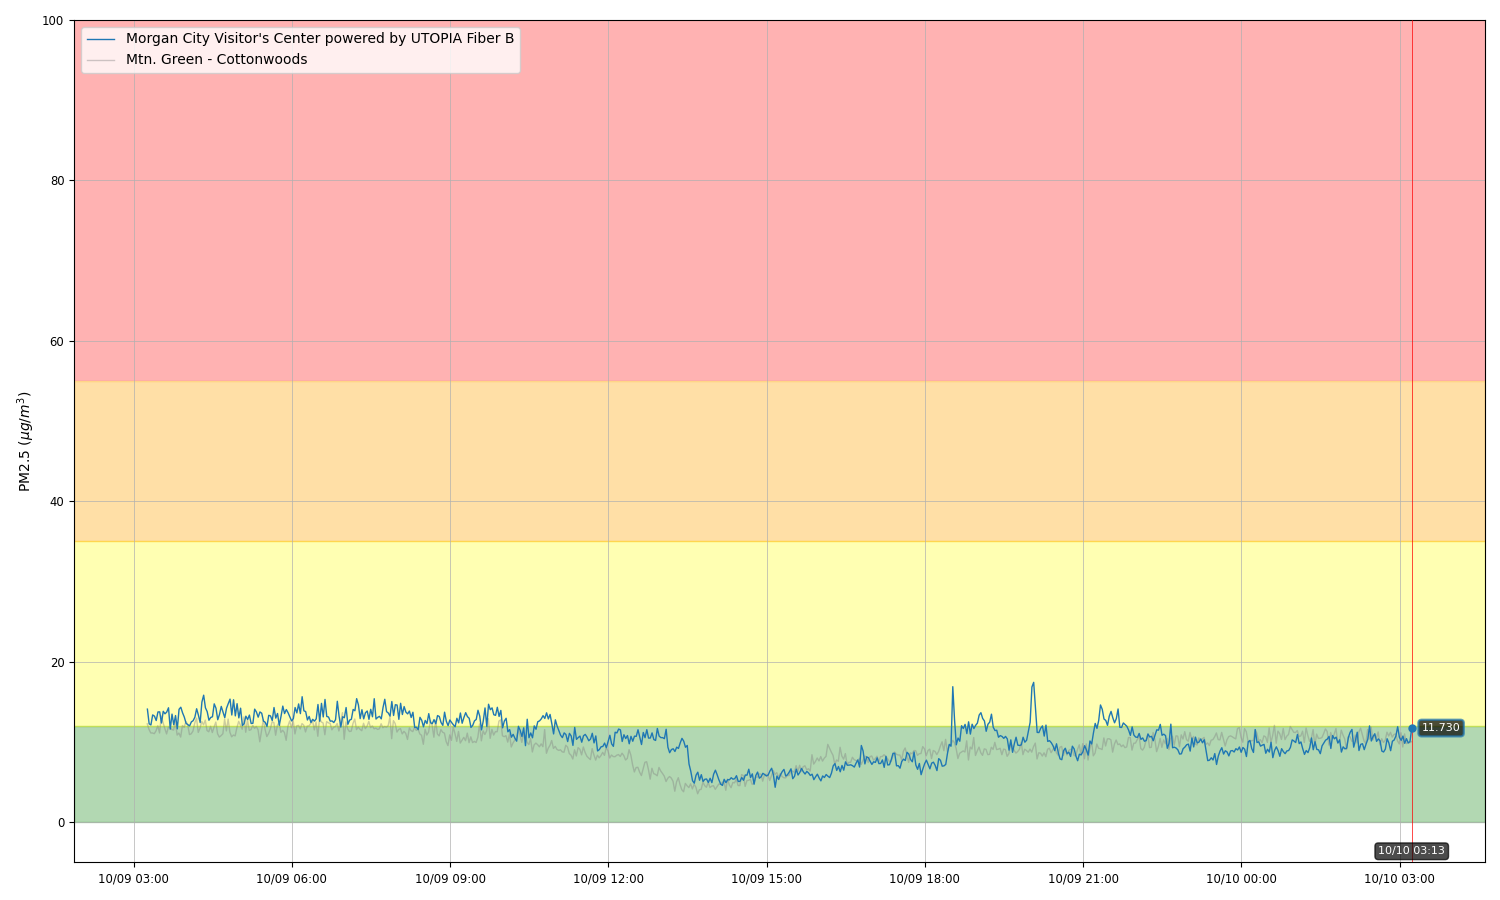 100
Morgan City Visitor's Center powered by UTOPIA Fiber B
Mtn. Green - Cottonwoods
80
60
PM2.5 (μg/m³)
40
20
11.730
0
10/10 03:13
10/09 03:00 10/09 06:00 10/09 09:00 10/09 12:00 10/09 15:00 10/09 18:00 10/09 21:00 10/10 00:00 10/10 03:00